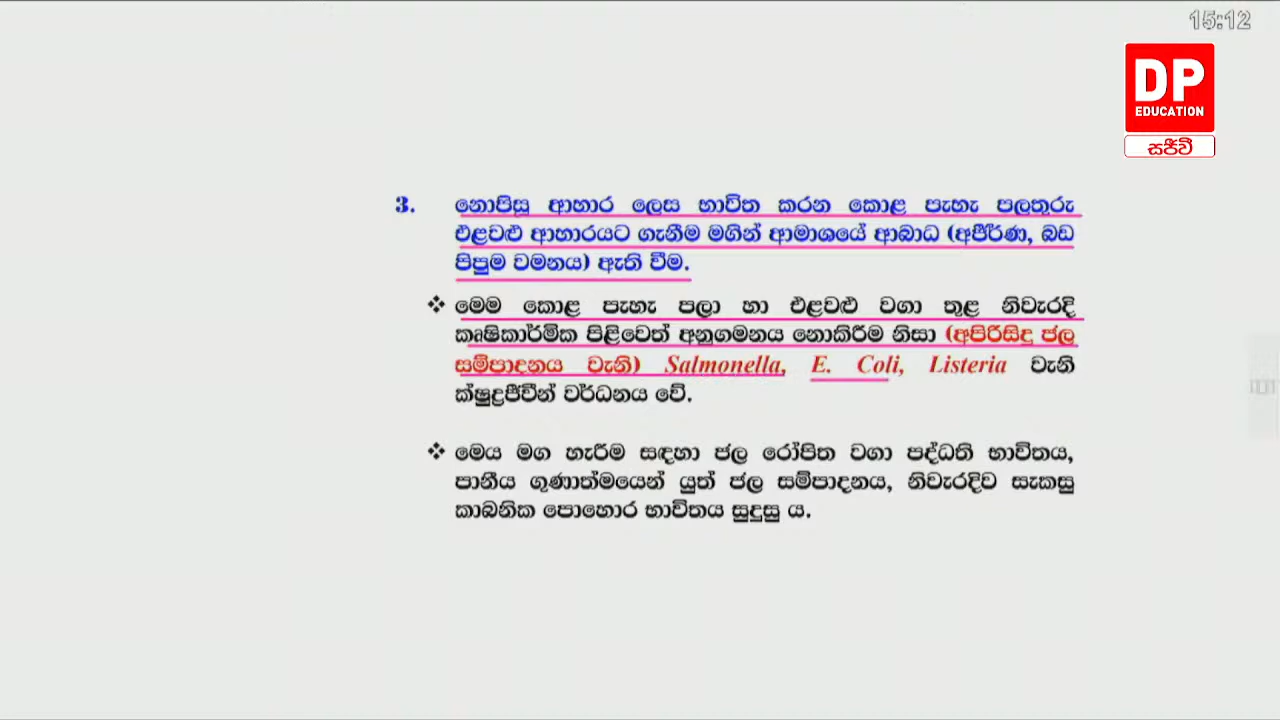 15:12
DP
EDUCATION
සජීවී
3. නොපිසූ ආහාර ලෙස භාවිත කරන කොළ පැහැ පලතුරු
එළවළු ආහාරයට ගැනීම මගින් ආමාශයේ ආබාධ (අජීර්ණ, බඩ
පිපුම වමනය) ඇති වීම.
❖ මෙම කොළ පැහැ පලා හා එළවළු වගා තුළ නිවැරදි
කෘෂිකාර්මික පිළිවෙත් අනුගමනය නොකිරීම නිසා (අපිරිසිදු ජල
සම්පාදනය වැනි) Salmonella, E. Coli, Listeria වැනි
ක්ෂුද්‍රජීවීන් වර්ධනය වේ.
❖ මෙය මග හැරීම සඳහා ජල රෝපිත වගා පද්ධති භාවිතය,
පානීය ගුණාත්මයෙන් යුත් ජල සම්පාදනය, නිවැරදිව සැකසු
කාබනික පොහොර භාවිතය සුදුසු ය.